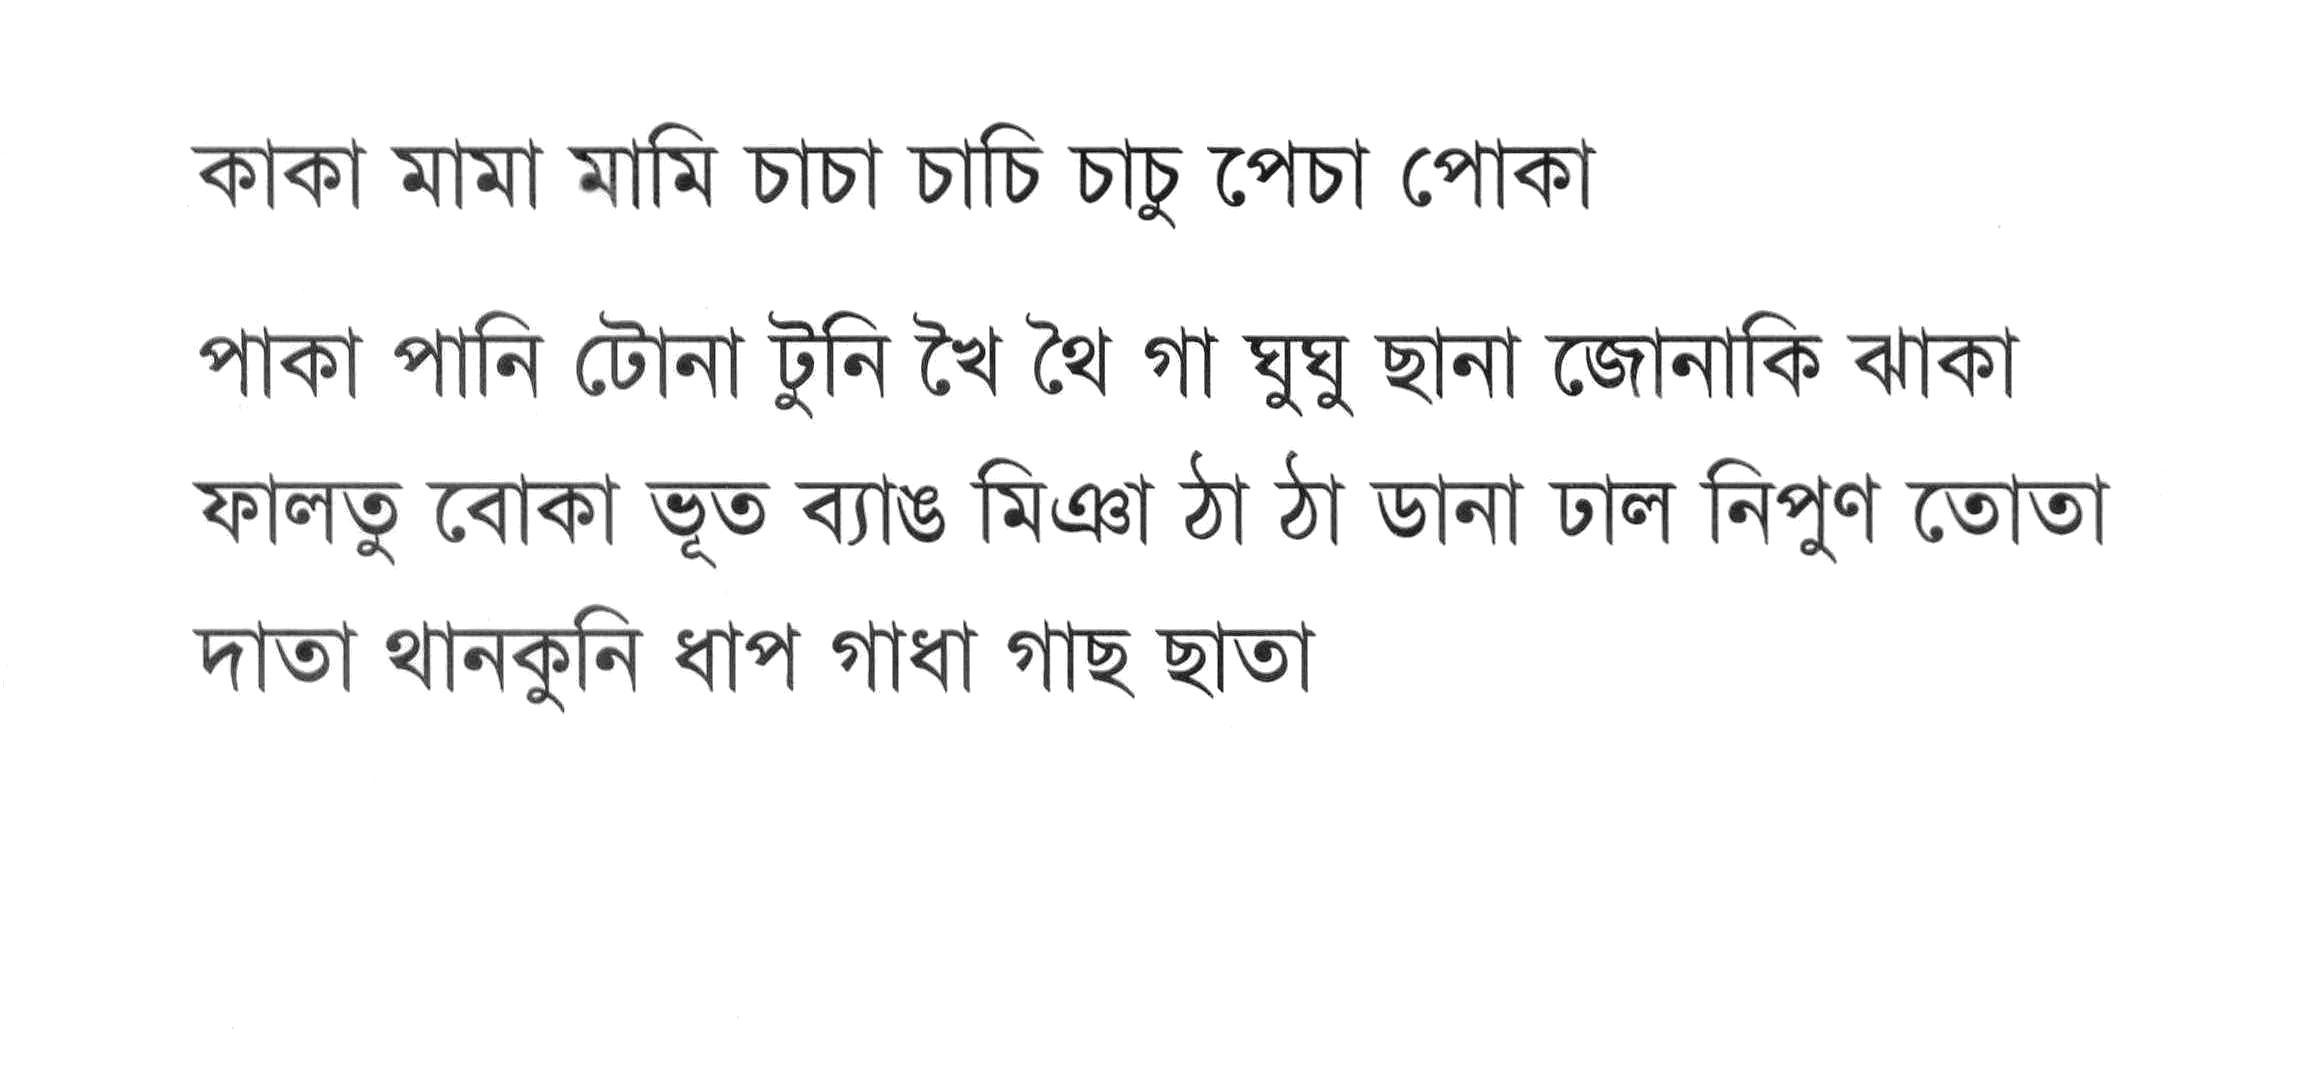 কাকা মামা মামি চাচা চাচি চাচু পেচা পোকা
পাকা পানি টোনা টুনি খৈ থৈ গা ঘুঘু ছানা জোনাকি ঝাকা
ফালতু বোকা ভূত ব্যাঙ মিঞা ঠা ঠা ডানা ঢাল নিপুণ তোতা
দাতা থানকুনি ধাপ গাধা গাছ ছাতা